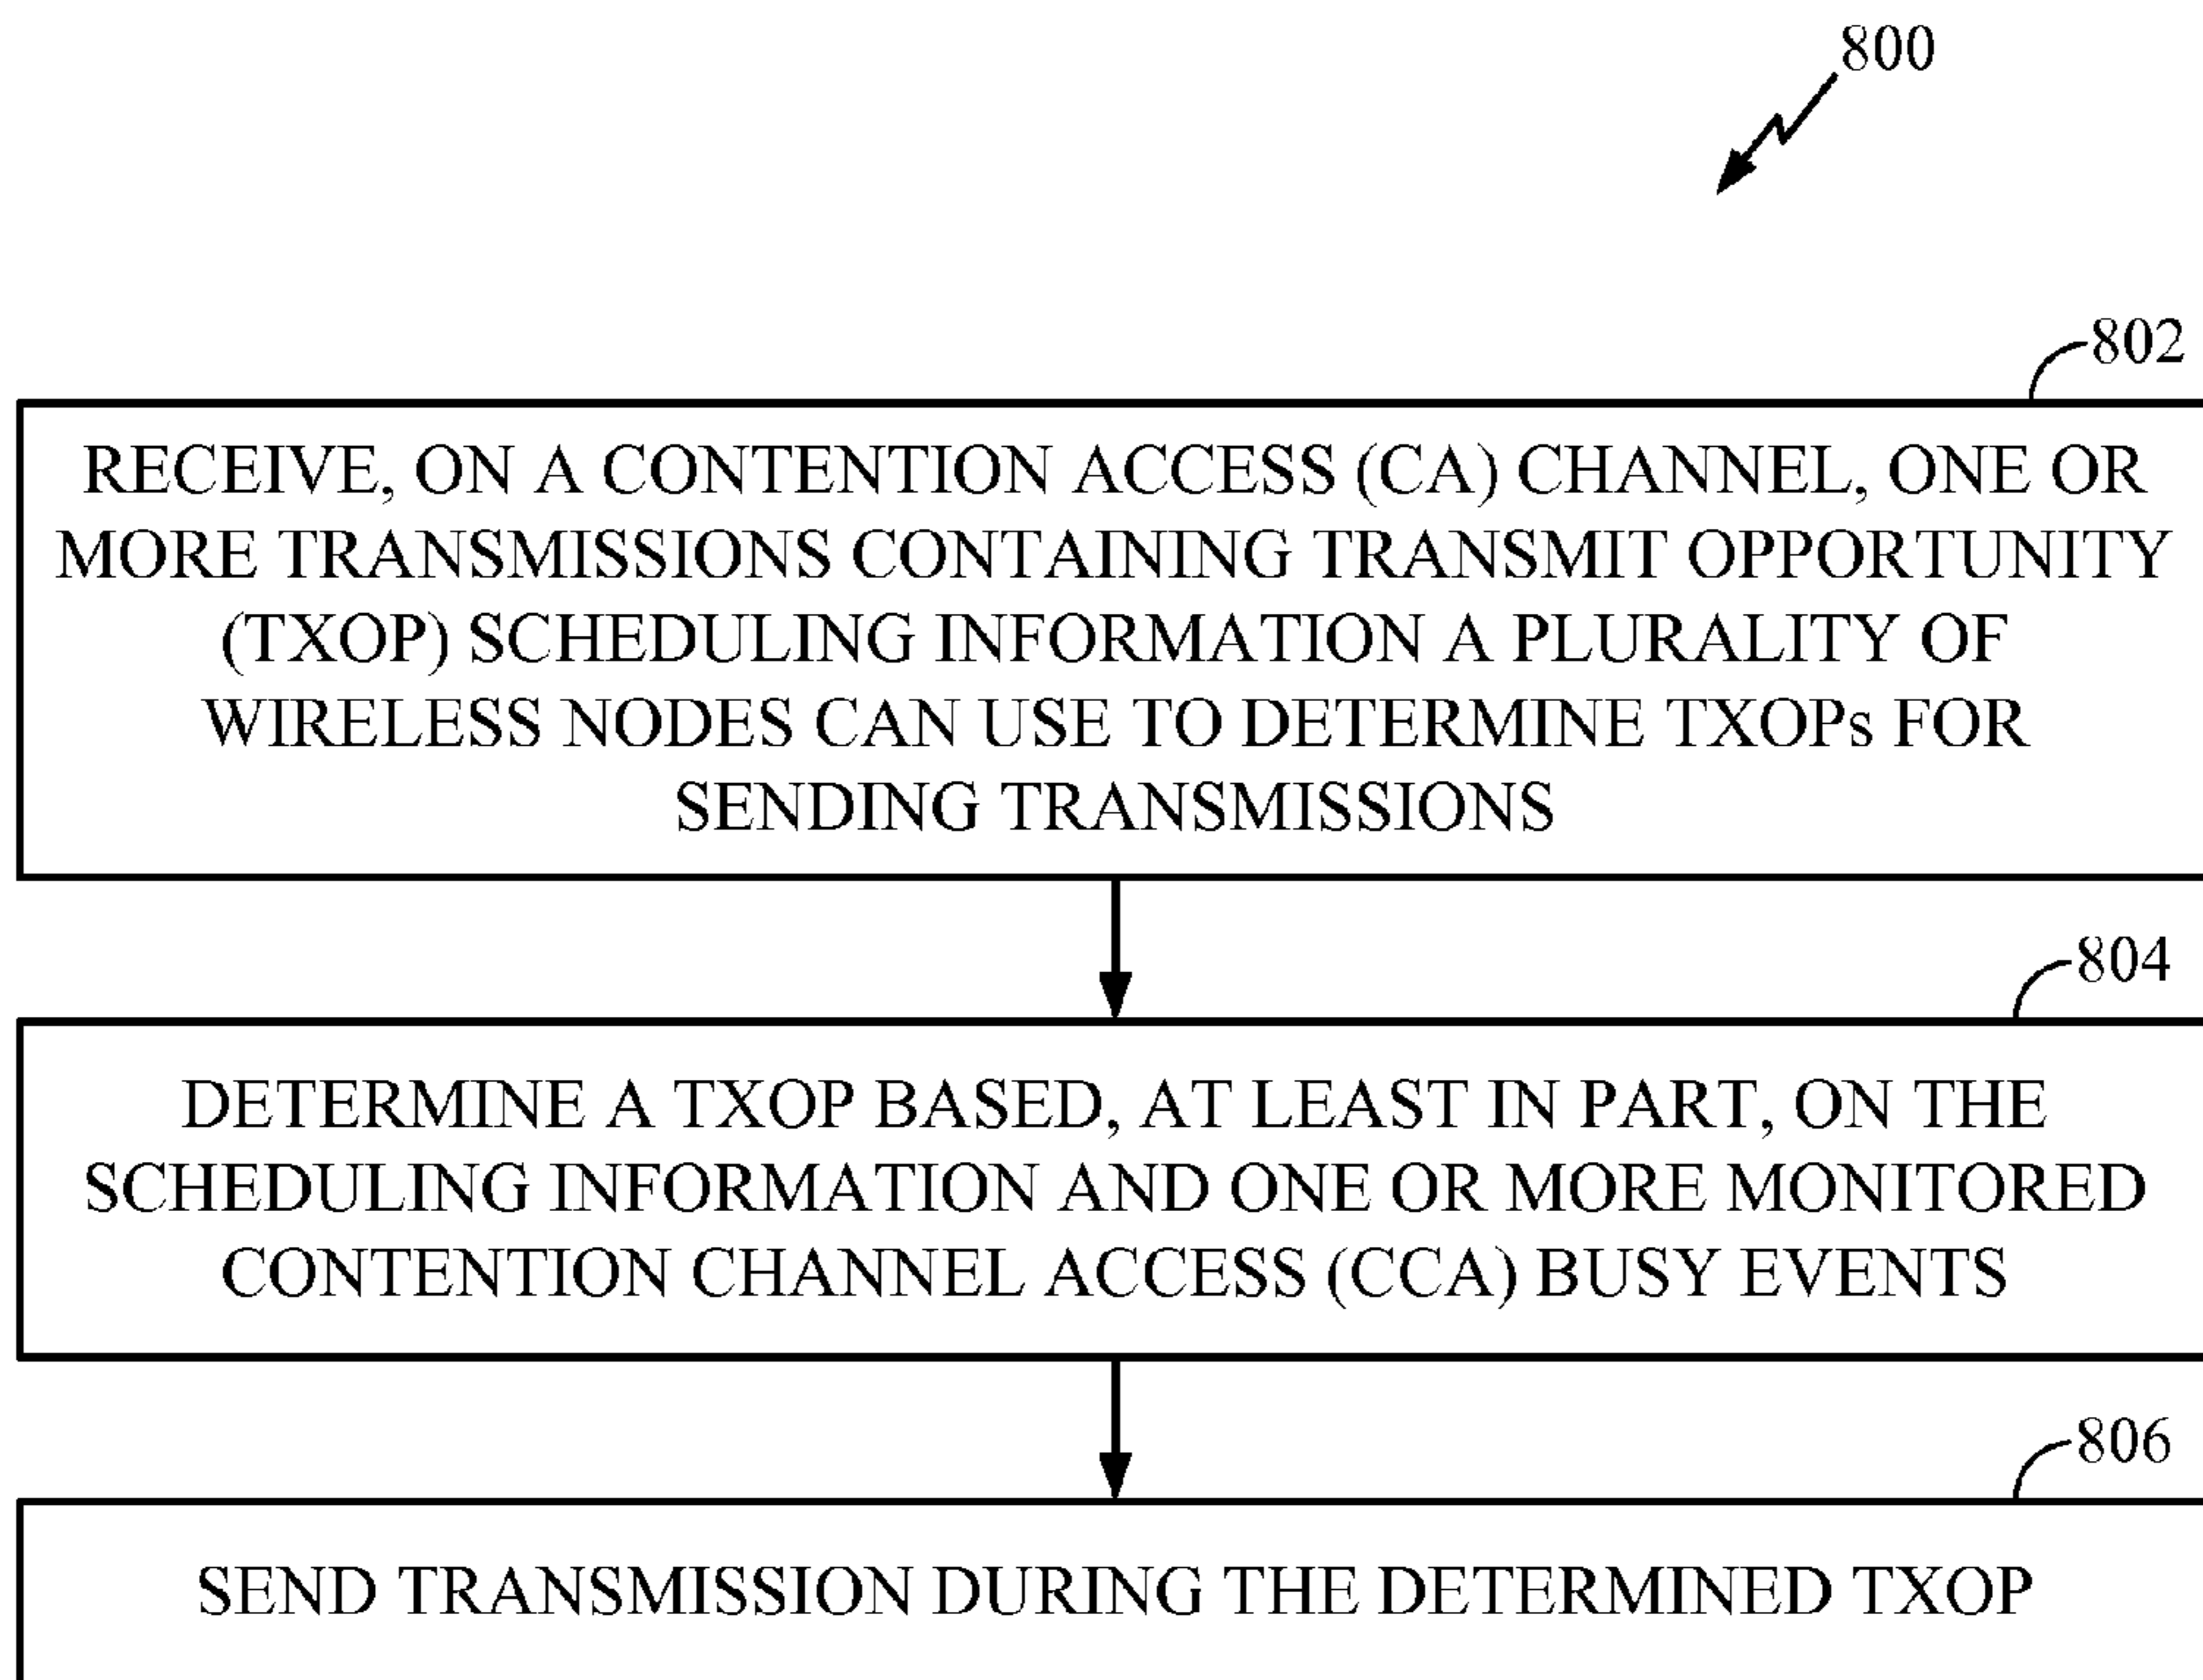 800
802
RECEIVE, ON A CONTENTION ACCESS (CA) CHANNEL, ONE OR
MORE TRANSMISSIONS CONTAINING TRANSMIT OPPORTUNITY
(TXOP) SCHEDULING INFORMATION A PLURALITY OF
WIRELESS NODES CAN USE TO DETERMINE TXOPs FOR
SENDING TRANSMISSIONS
804
DETERMINE A TXOP BASED, AT LEAST IN PART, ON THE
SCHEDULING INFORMATION AND ONE OR MORE MONITORED
CONTENTION CHANNEL ACCESS (CCA) BUSY EVENTS
806
SEND TRANSMISSION DURING THE DETERMINED TXOP